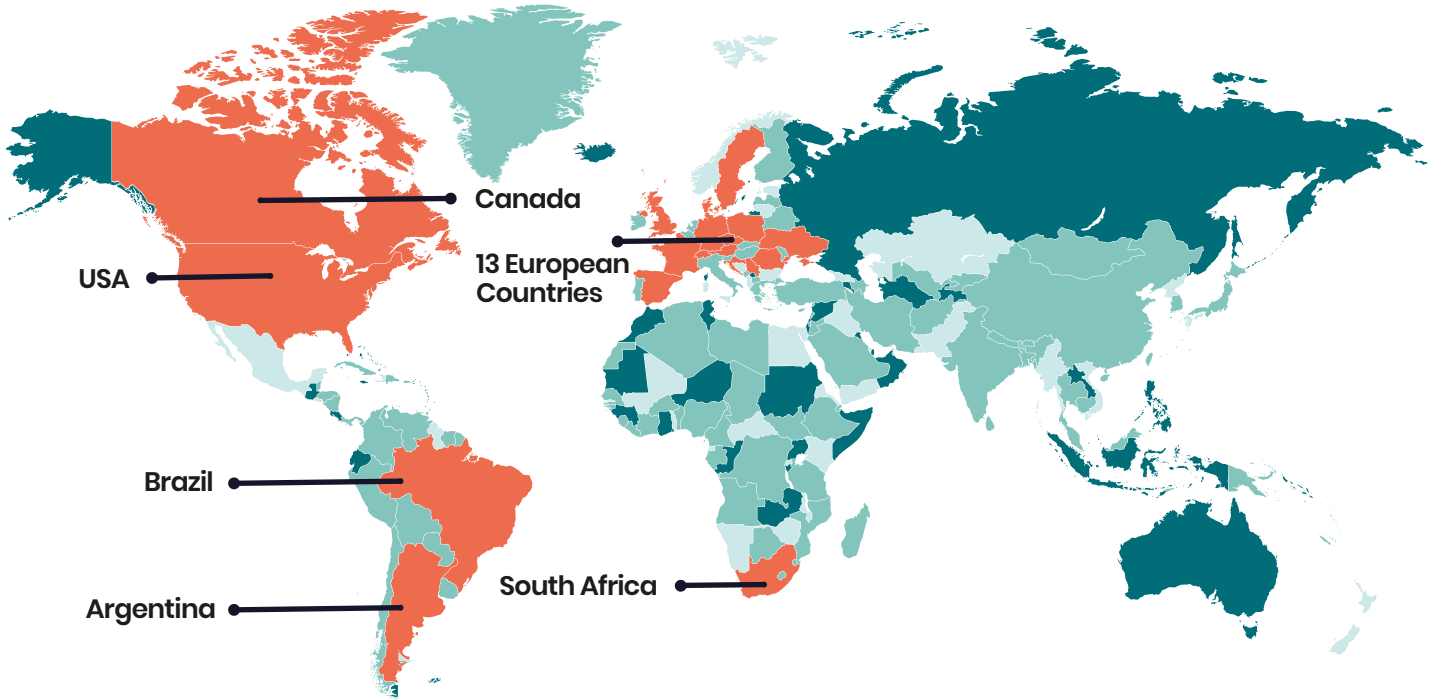 Canada
13 European
Countries
USA
Brazil
South Africa
Argentina